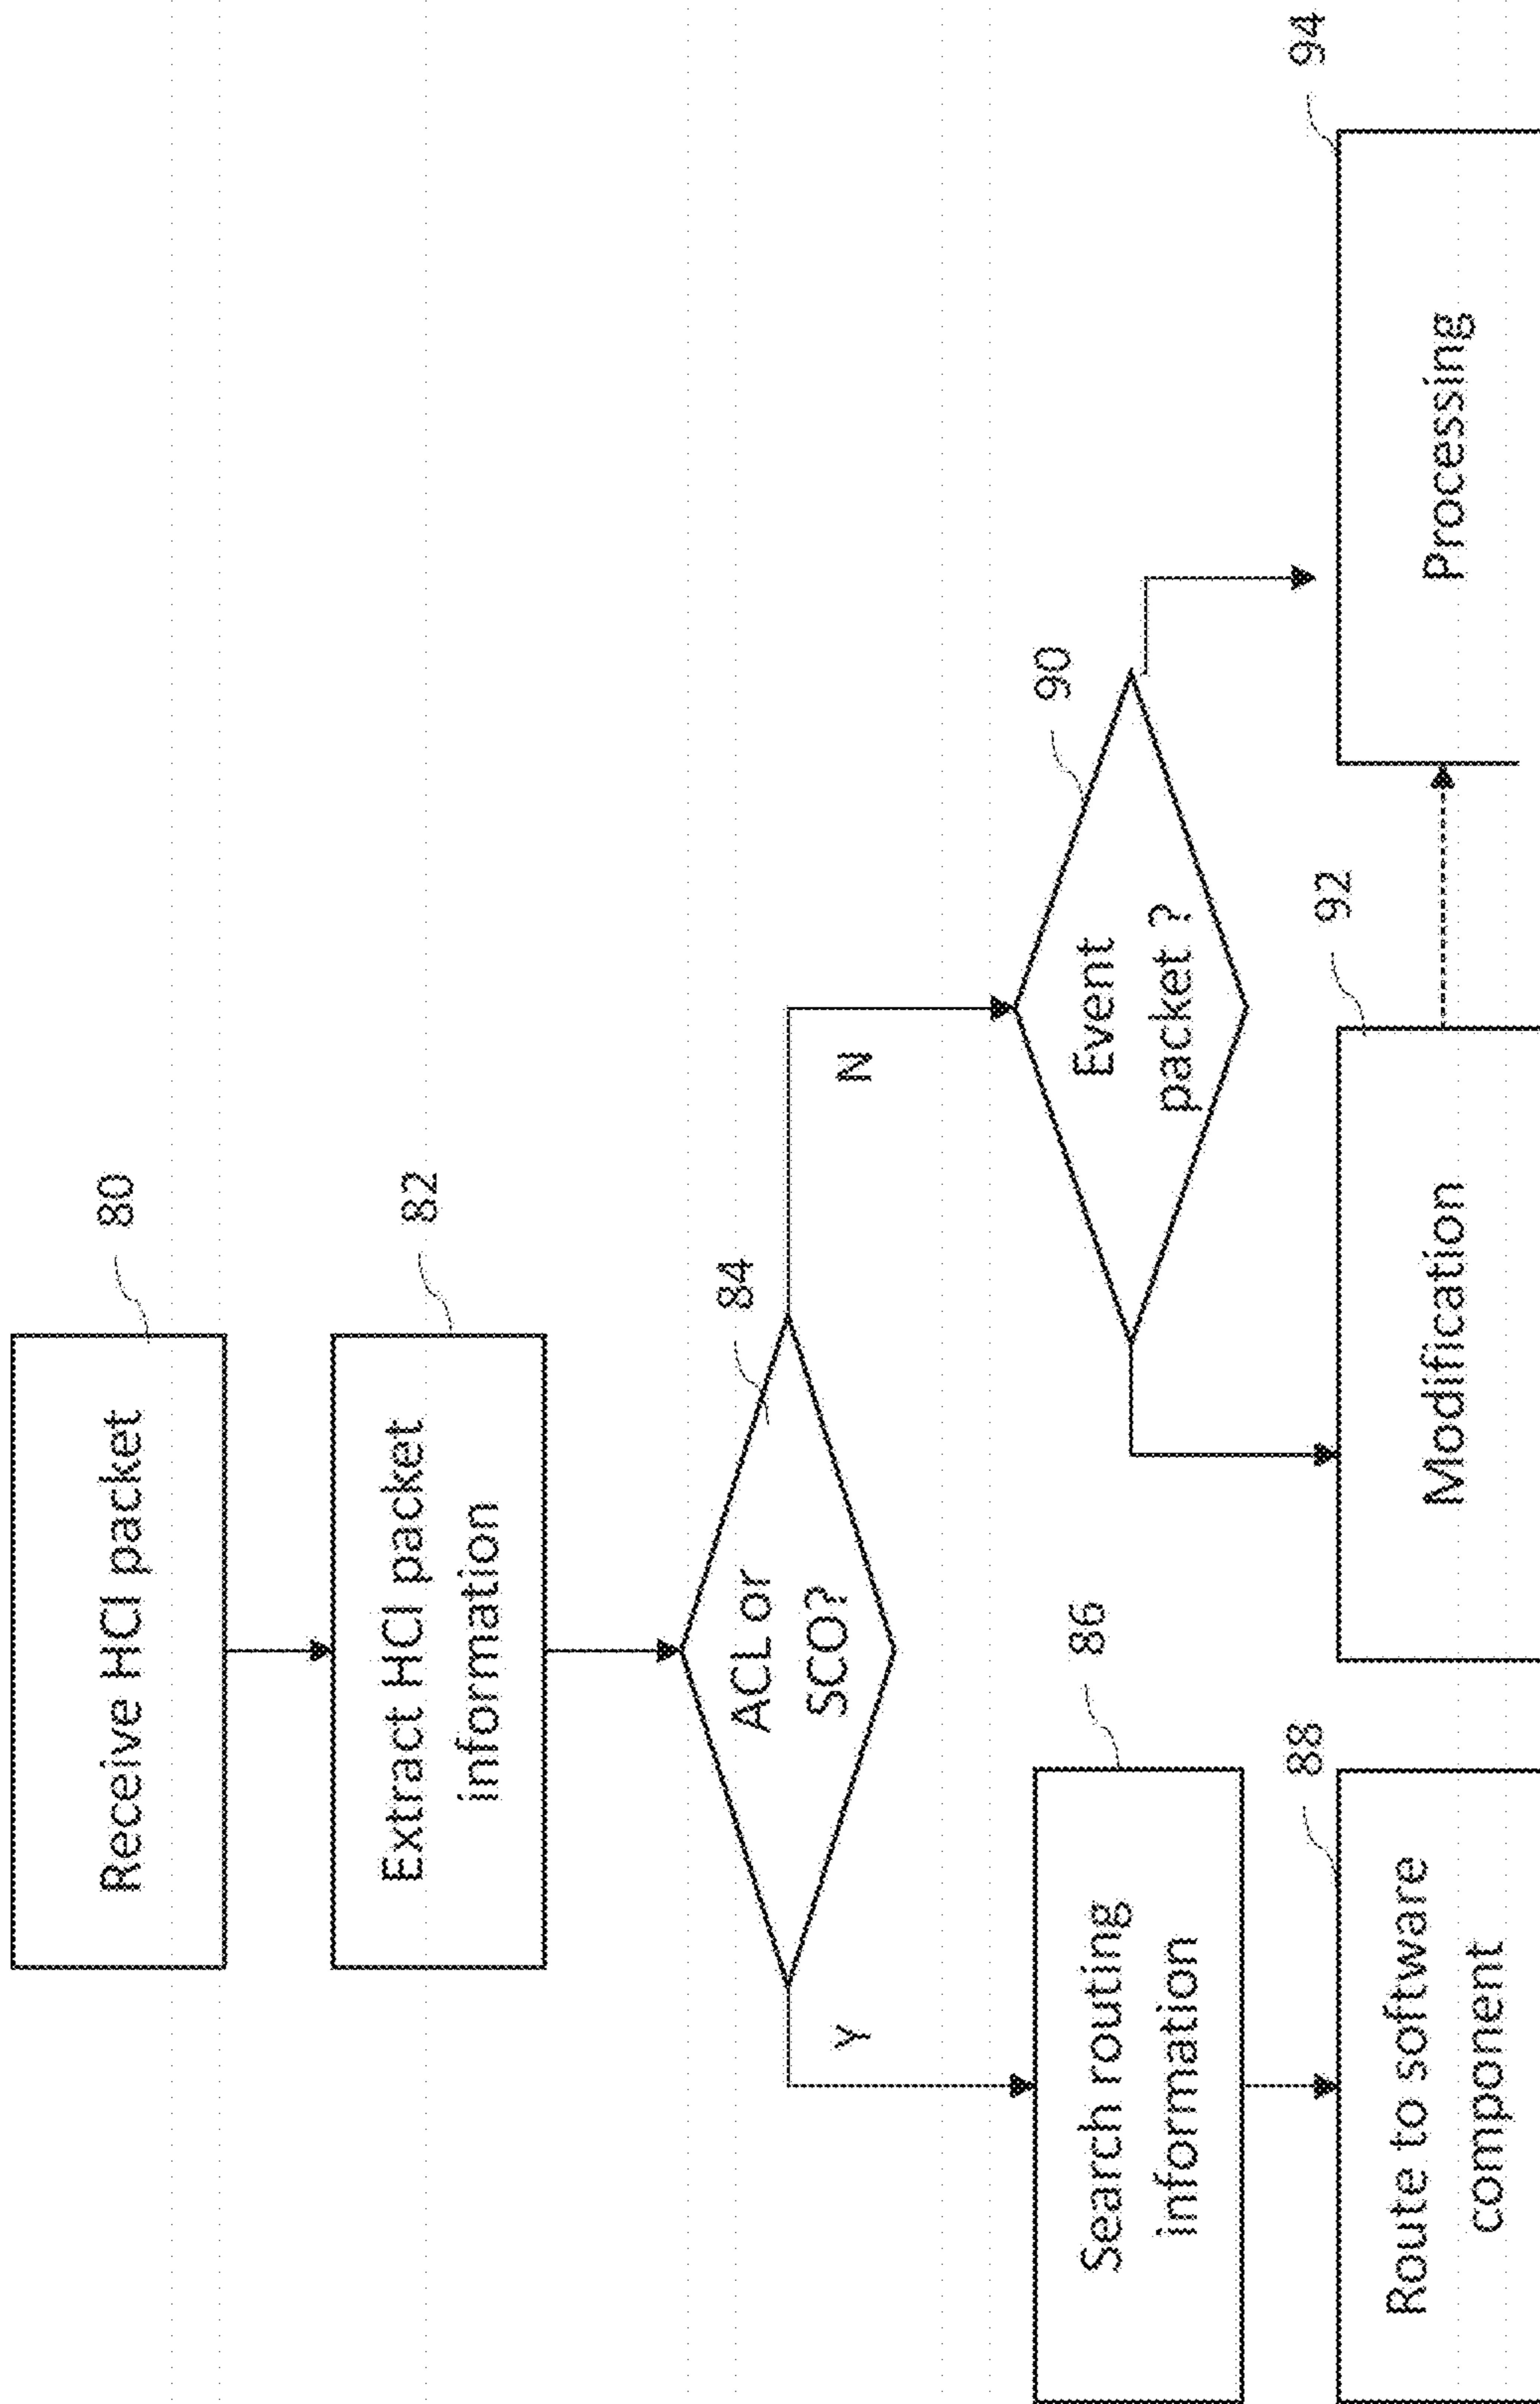 Receive HCI packet
80
Extract HCI packet
information
82
ACL or
SCO?
84
Y
N
Search routing
information
86
Event
packet ?
90
Route to software
component
88
Modification
92
Processing
94